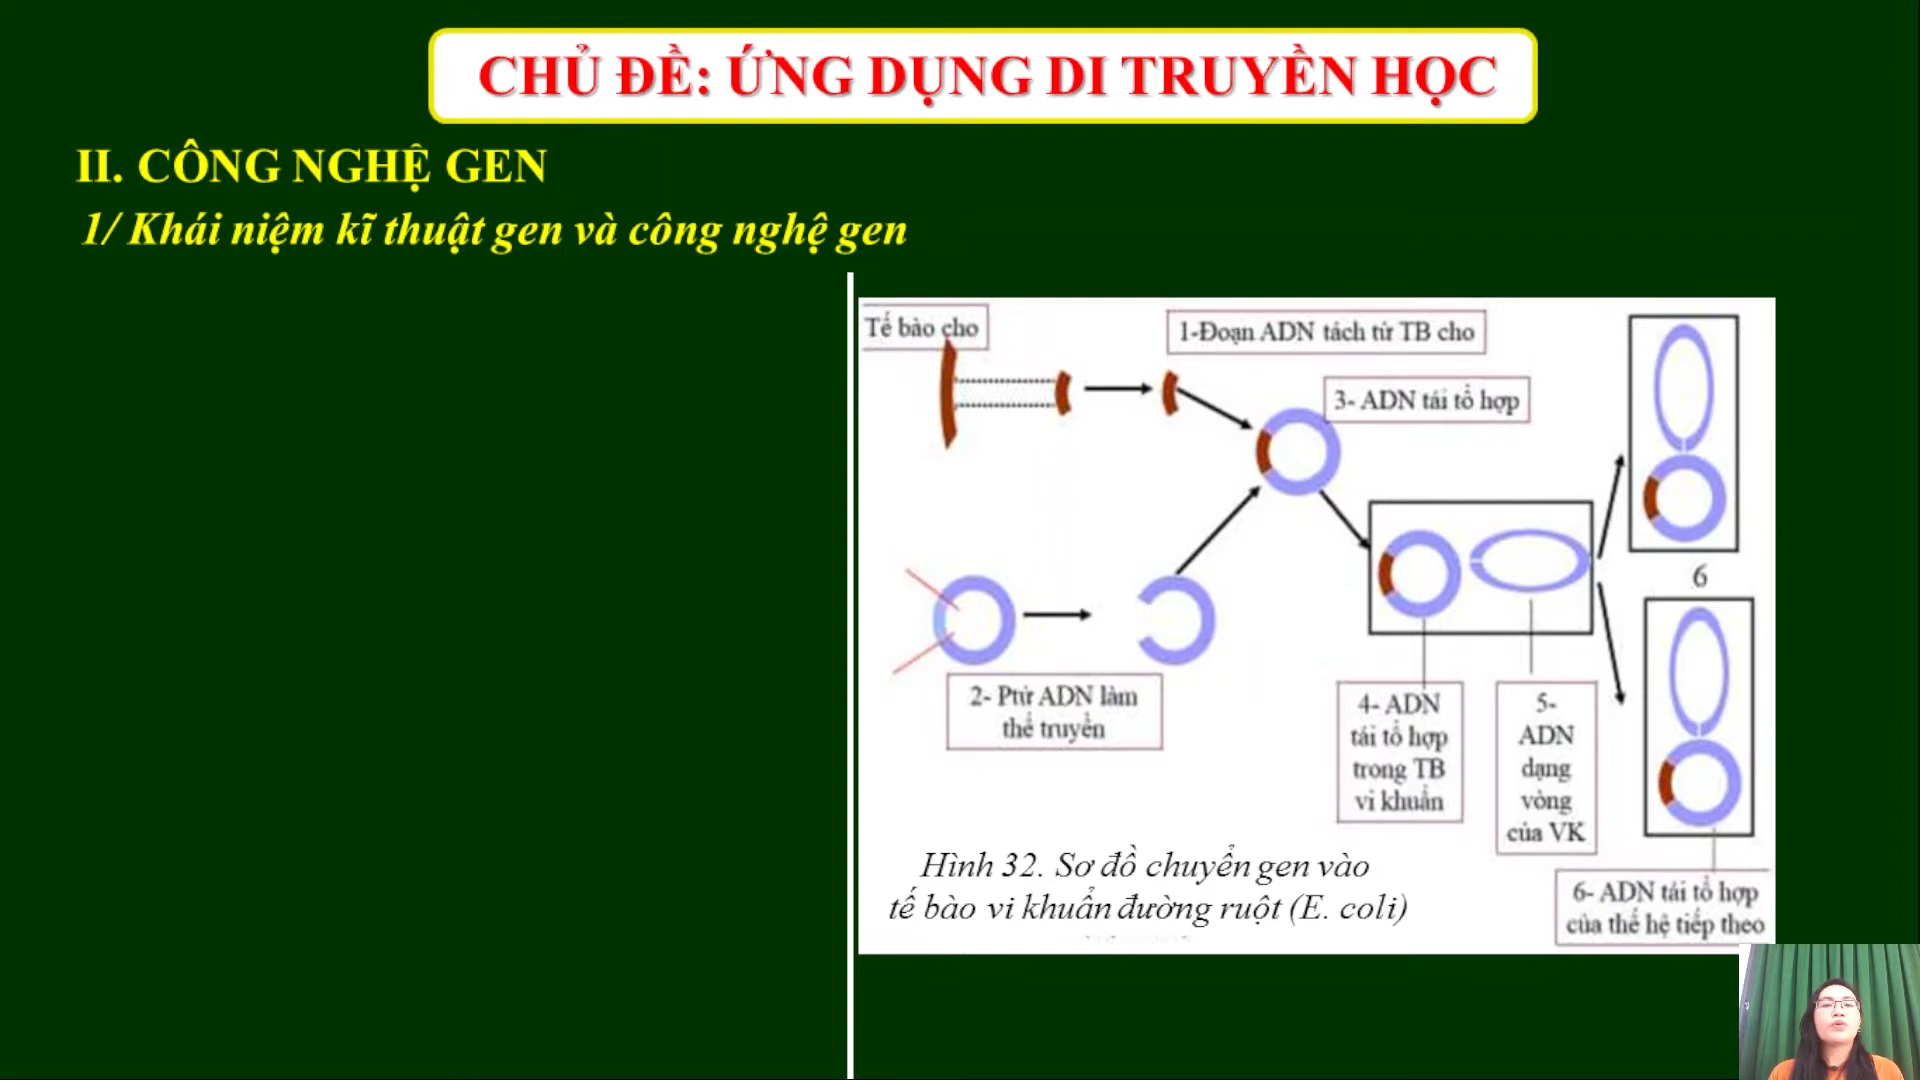 CHỦ ĐỀ: ỨNG DỤNG DI TRUYỀN HỌC
II. CÔNG NGHỆ GEN
1/ Khái niệm kĩ thuật gen và công nghệ gen
Tế bào cho
1-Đoạn ADN tách từ TB cho
3- ADN tái tổ hợp
6
2- Ptử ADN làm
thể truyền
4- ADN
tái tổ hợp
trong TB
vi khuẩn
5-
ADN
dạng
vòng
của VK
Hình 32. Sơ đồ chuyển gen vào
tế bào vi khuẩn đường ruột (E. coli)
6- ADN tái tổ hợp
của thế hệ tiếp theo